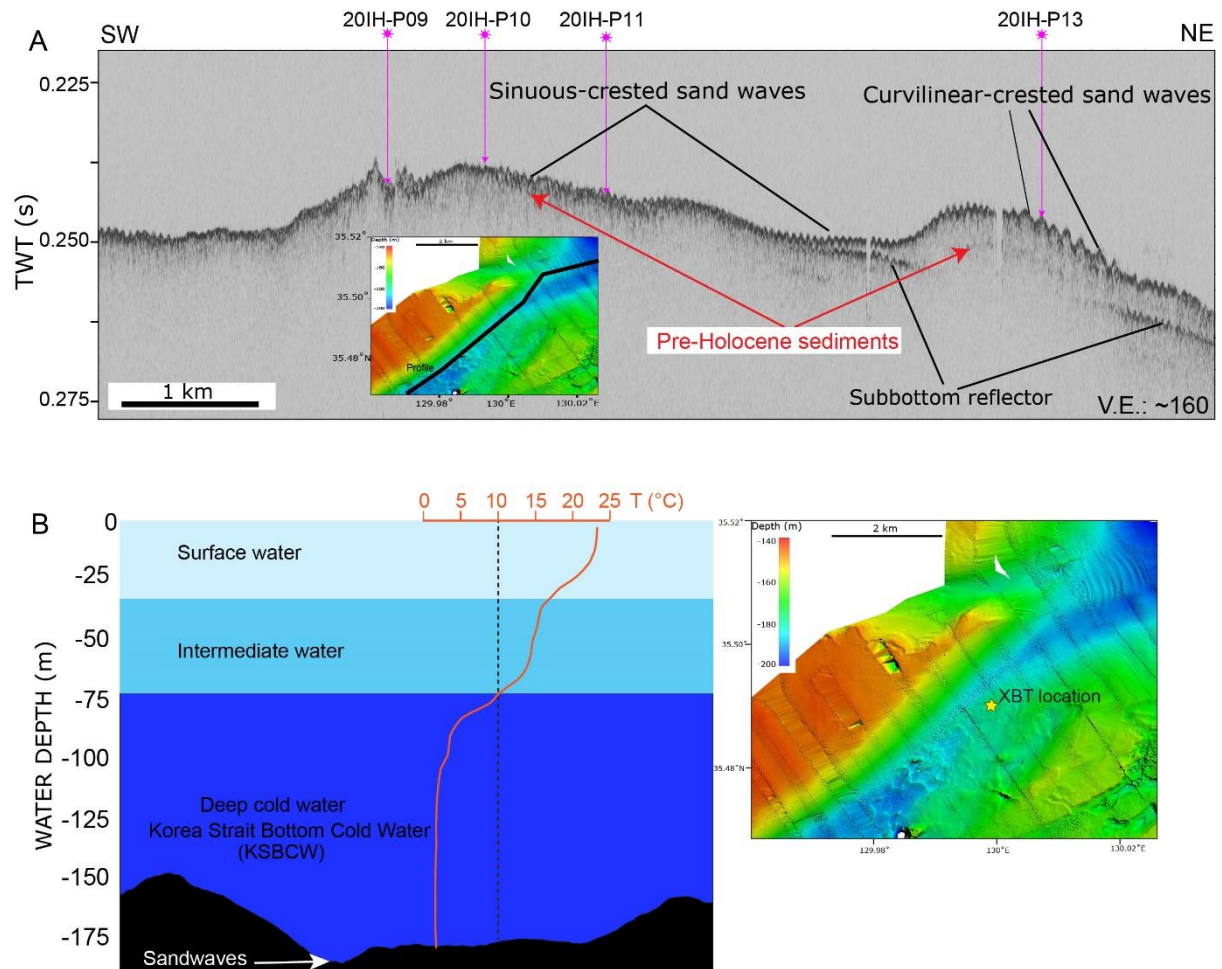 A
SW
20IH-P09
20IH-P10
20IH-P11
20IH-P13
NE
0.225
0.250
0.275
TWT (s)
Sinuous-crested sand waves
Curvilinear-crested sand waves
Pre-Holocene sediments
Subbottom reflector
1 km
V.E.: ~160
35.52°
35.50°
35.48°
Depth (m)
-140
-180
-200
2 km
Profile
129.98°
130°E
130.02°
B
0
-25
-50
-75
-100
-125
-150
-175
WATER DEPTH (m)
0 5 10 15 20 25 T (°C)
Surface water
Intermediate water
Deep cold water
Korea Strait Bottom Cold Water
(KSBCW)
Sandwaves
35.52°
35.50°
35.48°N
Depth (m)
-140
-160
-180
200
2 km
XBT location
129.98°
130°E
130.02°